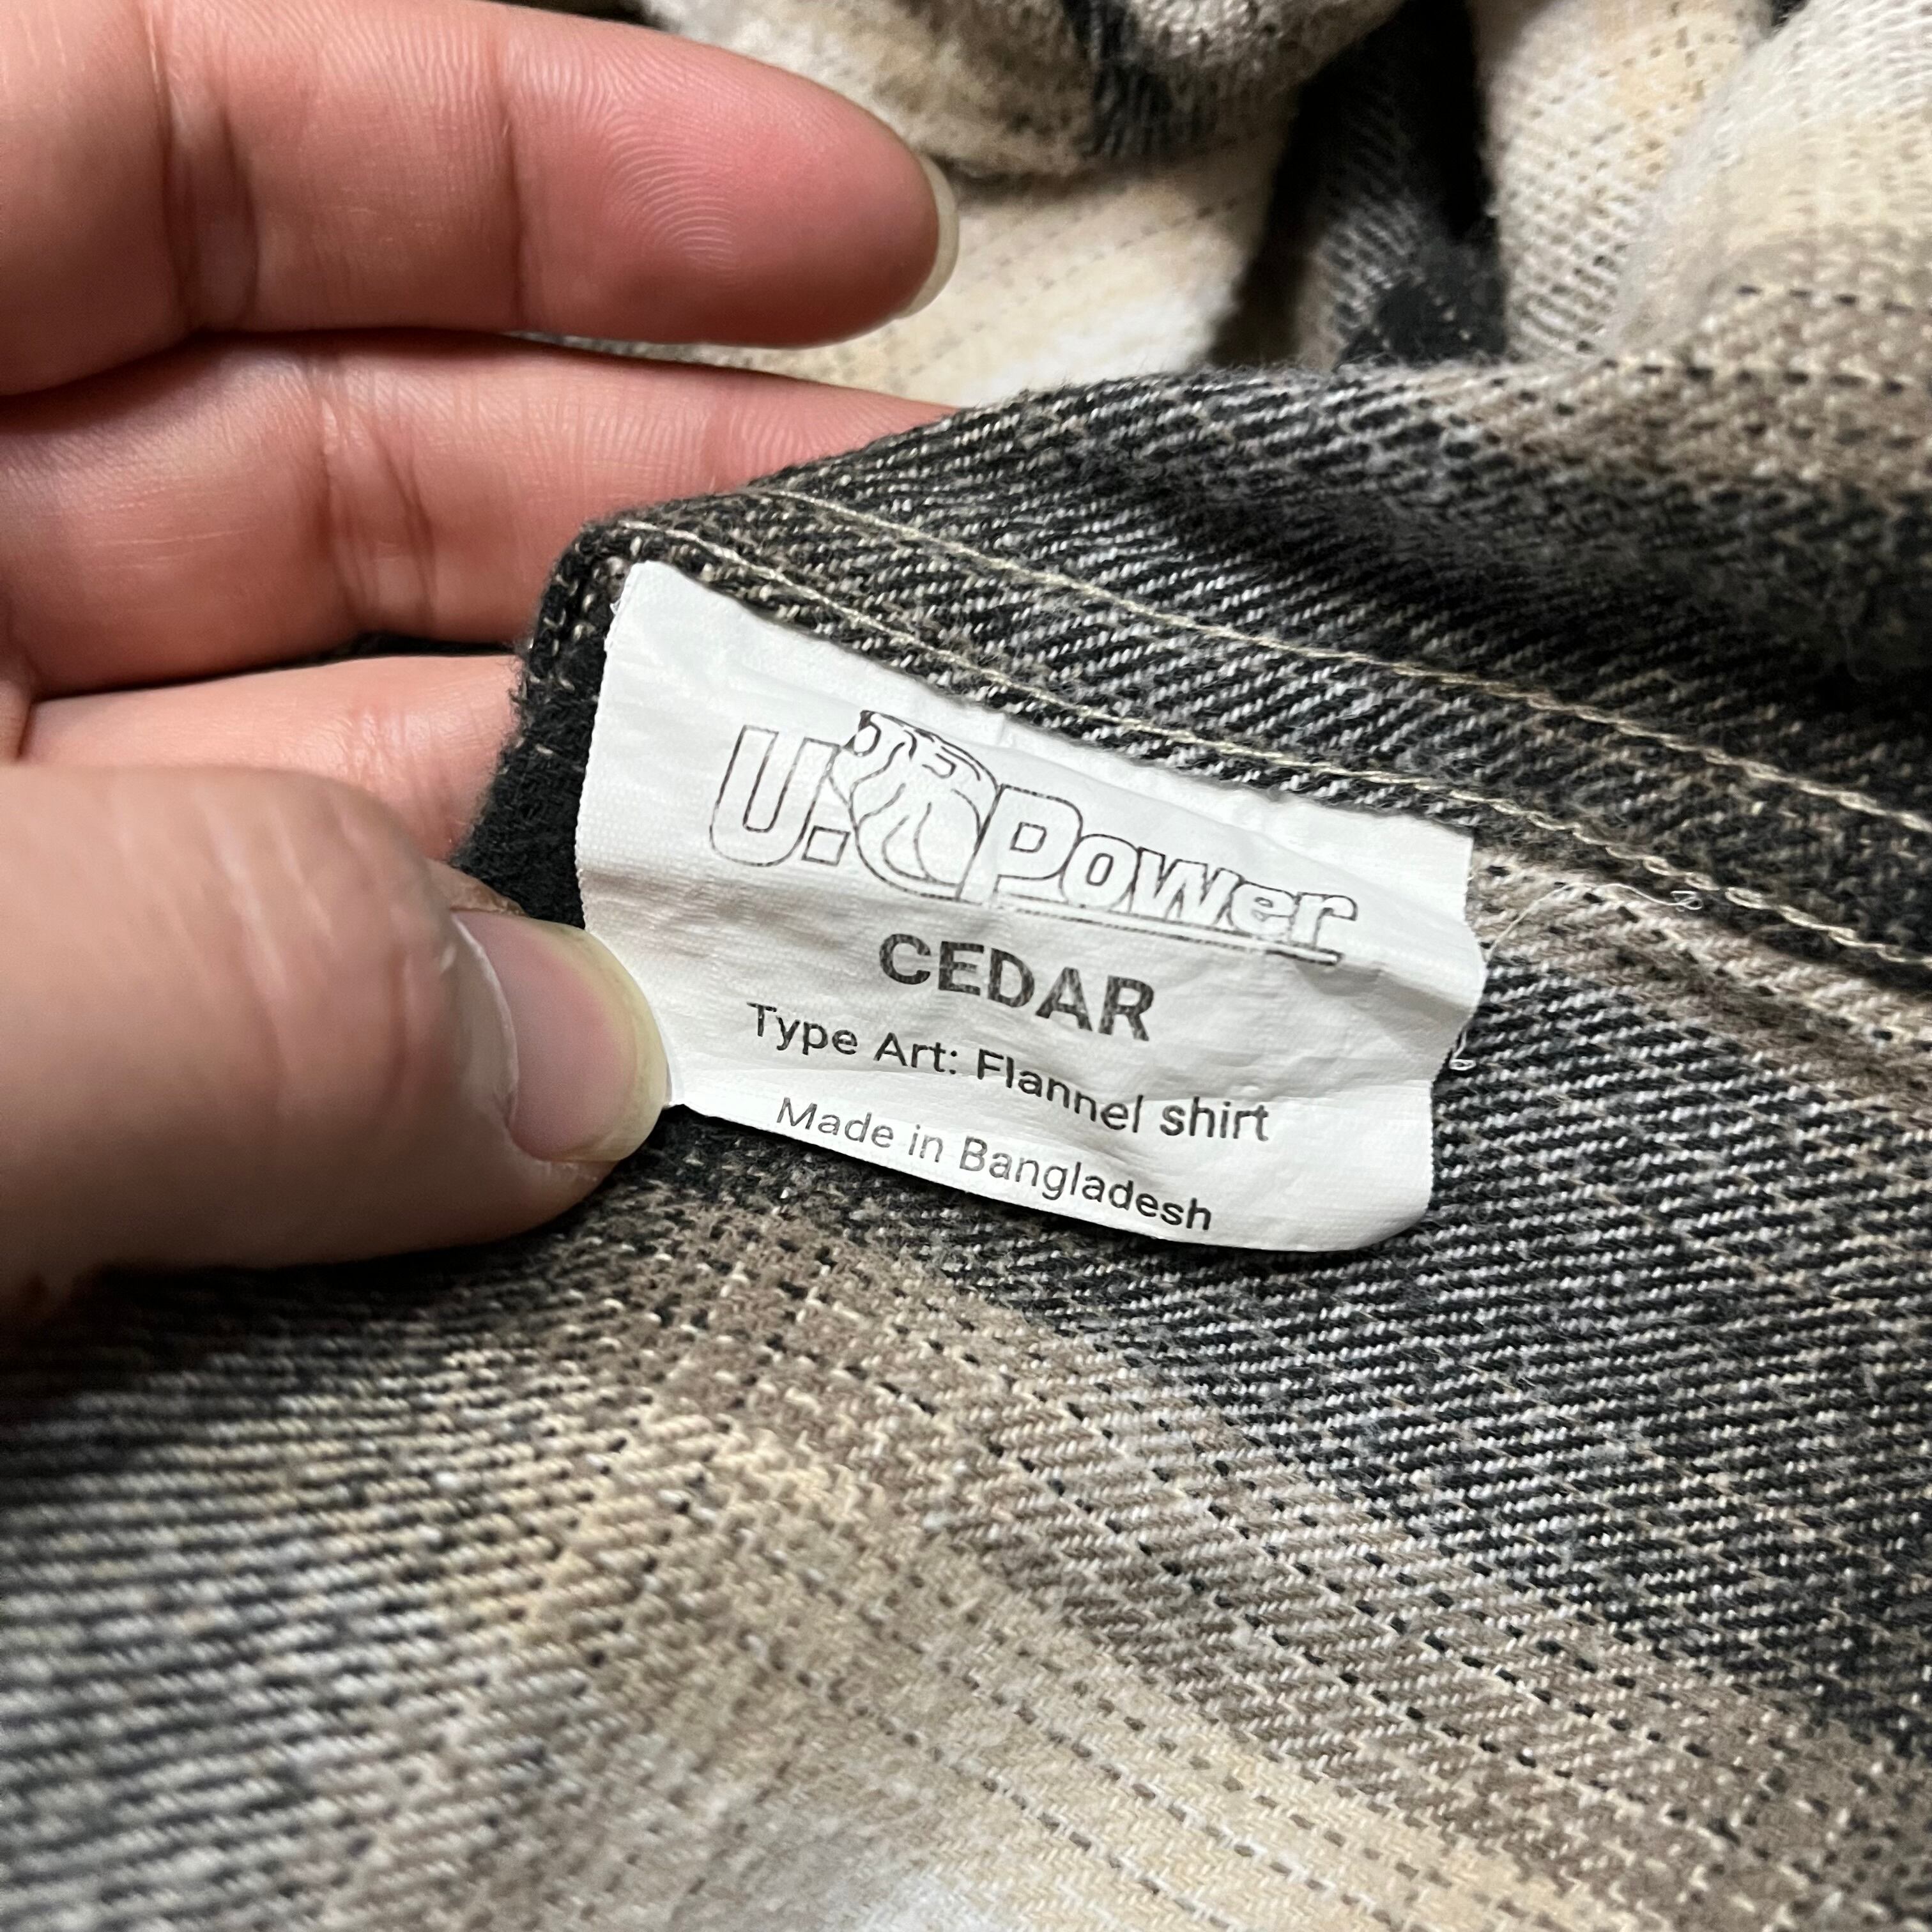 U.Power
CEDAR
Type Art: Flannel shirt
Made in Bangladesh